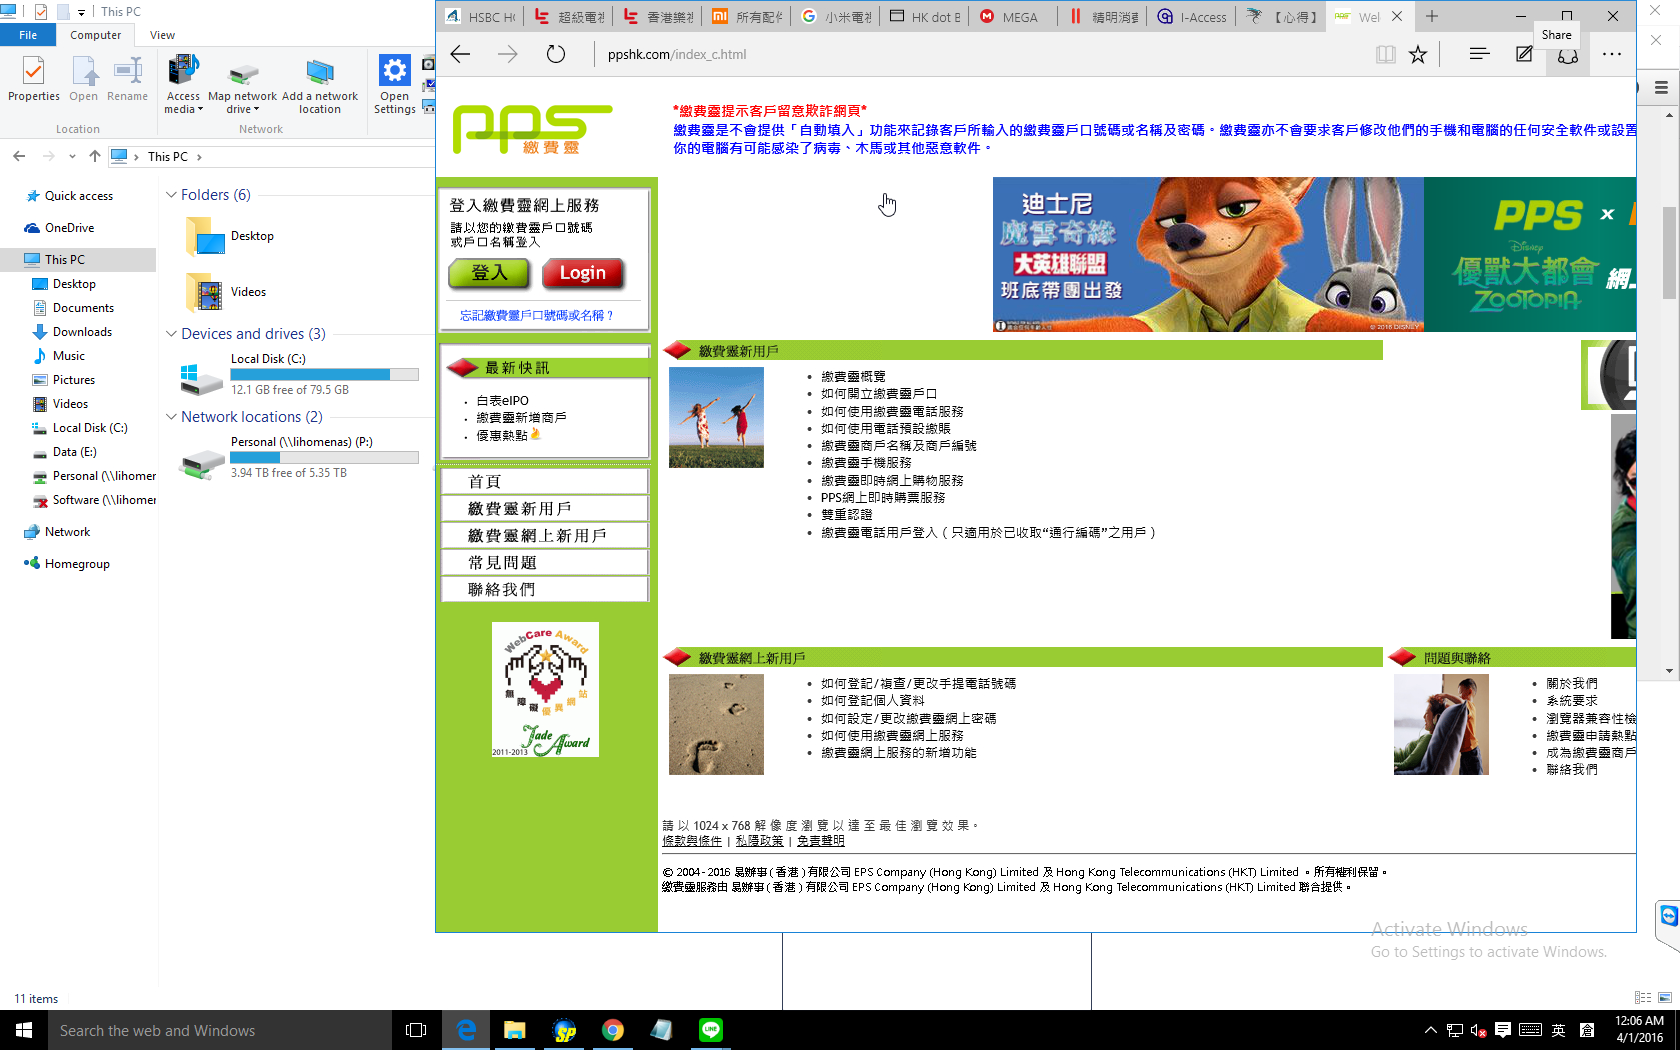 This PC
File
Computer
View
Properties
Open
Rename
Access media
Map network drive
Add a network location
Open Settings
Location
Network
This PC
Quick access
OneDrive
This PC
Desktop
Documents
Downloads
Music
Pictures
Videos
Local Disk (C:)
Data (E:)
Personal (\\lihomer
Software (\\lihomer
Network
Homegroup
Folders (6)
Desktop
Videos
Devices and drives (3)
Local Disk (C:)
12.1 GB free of 79.5 GB
Network locations (2)
Personal (\\lihomenas) (P:)
3.94 TB free of 5.35 TB
11 items
HSBC HO
超級電視
香港樂視
所有配件
小米電視
HK dot B
MEGA
精明消費
I-Access
【心得】
Wel
Share
ppshk.com/index_c.html
pps
繳費靈
*繳費靈提示客戶留意欺詐網頁*
繳費靈是不會提供「自動填入」功能來記錄客戶所輸入的繳費靈戶口號碼或名稱及密碼。繳費靈亦不會要求客戶修改他們的手機和電腦的任何安全軟件或設置
你的電腦有可能感染了病毒、木馬或其他惡意軟件。
登入繳費靈網上服務
請以您的繳費靈戶口號碼
或戶口名稱登入
登入
Login
忘記繳費靈戶口號碼或名稱？
最新快訊
白表eIPO
繳費靈新增商戶
優惠熱點
首頁
繳費靈新用戶
繳費靈網上新用戶
常見問題
聯絡我們
WebCare Award
無障礙優異網站
Jade Award
2011-2013
迪士尼
魔雪奇緣
大英雄聯盟
班底帶團出發
© 2016 DISNEY
PPS x
Disney
優獸大都會
ZOOTOPIA
網上
繳費靈新用戶
繳費靈概覽
如何開立繳費靈戶口
如何使用繳費靈電話服務
如何使用電話預設繳賬
繳費靈商戶名稱及商戶編號
繳費靈手機服務
繳費靈即時網上購物服務
PPS網上即時購票服務
雙重認證
繳費靈電話用戶登入（只適用於已收取“通行編碼”之用戶）
繳費靈網上新用戶
如何登記/複查/更改手提電話號碼
如何登記個人資料
如何設定/更改繳費靈網上密碼
如何使用繳費靈網上服務
繳費靈網上服務的新增功能
問題與聯絡
關於我們
系統要求
瀏覽器兼容性檢
繳費靈申請熱點
成為繳費靈商戶
聯絡我們
請以 1024 x 768 解像度瀏覽以達至最佳瀏覽效果。
條款與條件 | 私隱政策 | 免責聲明
© 2004 - 2016 易辦事 ( 香港 ) 有限公司 EPS Company (Hong Kong) Limited 及 Hong Kong Telecommunications (HKT) Limited 。所有權利保留。
繳費靈服務由 易辦事 ( 香港 ) 有限公司 EPS Company (Hong Kong) Limited 及 Hong Kong Telecommunications (HKT) Limited 聯合提供。
Activate Windows
Go to Settings to activate Windows.
Search the web and Windows
英
倉
12:06 AM
4/1/2016